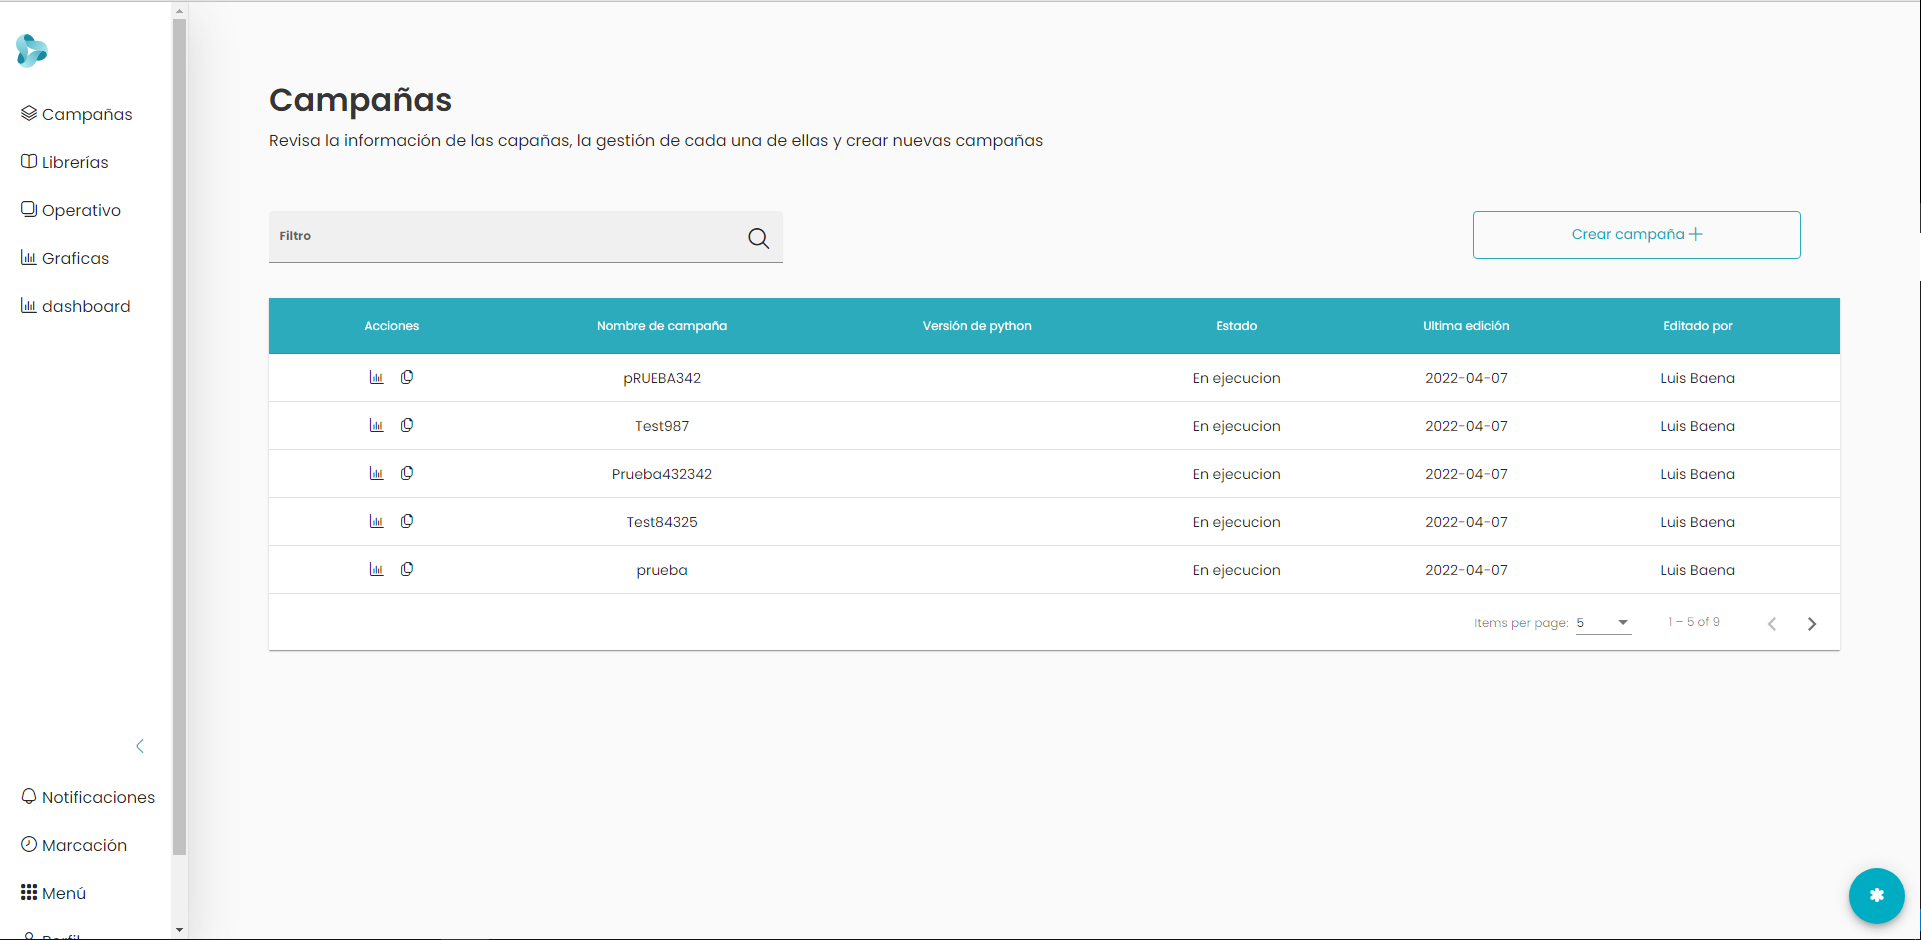 Campañas
Librerías
Operativo
Graficas
dashboard
Notificaciones
Marcación
Menú
Perfil
Campañas
Revisa la información de las capañas, la gestión de cada una de ellas y crear nuevas campañas
Filtro
Crear campaña
Acciones Nombre de campaña Versión de python Estado Ultima edición Editado por
pRUEBA342 En ejecucion 2022-04-07 Luis Baena
Test987 En ejecucion 2022-04-07 Luis Baena
Prueba432342 En ejecucion 2022-04-07 Luis Baena
Test84325 En ejecucion 2022-04-07 Luis Baena
prueba En ejecucion 2022-04-07 Luis Baena
Items per page: 5 1 – 5 of 9